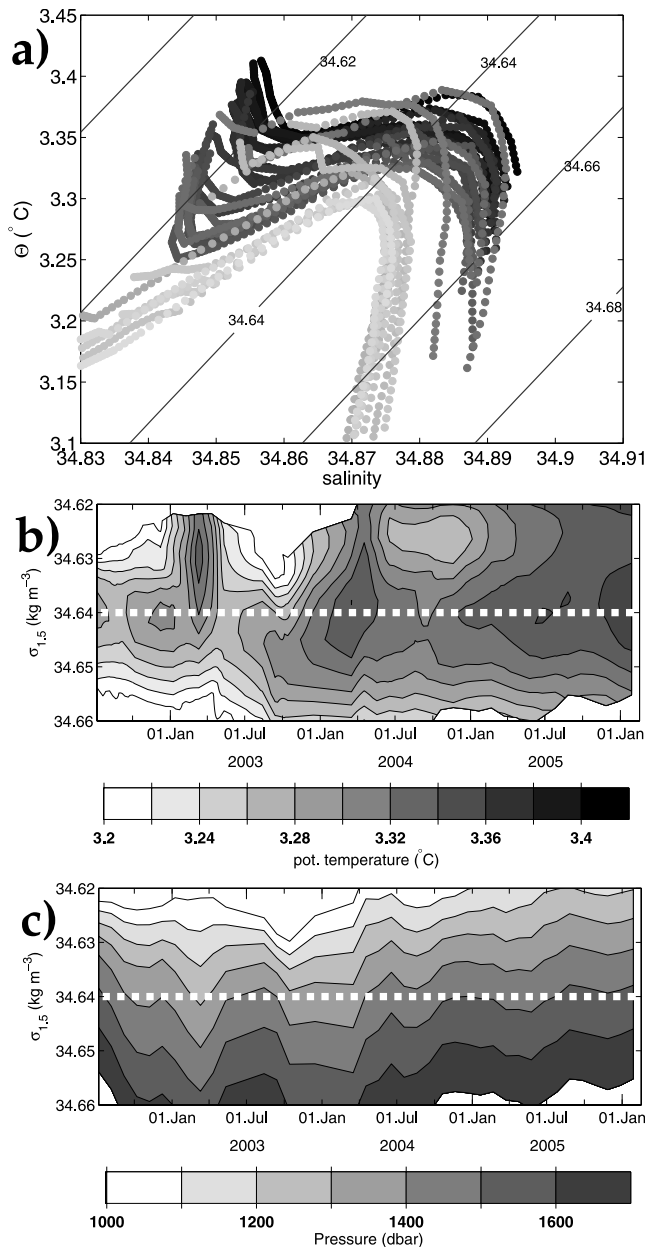 a)
3.45
3.4
3.35
3.3
3.25
3.2
3.15
3.1
Θ (° C)
34.62
34.64
34.66
34.64
34.68
34.83 34.84 34.85 34.86 34.87 34.88 34.89 34.9 34.91
salinity
b)
34.62
34.63
34.64
34.65
34.66
σ1.5 (kg m−3)
01.Jan 01.Jul 01.Jan 01.Jul 01.Jan 01.Jul 01.Jan
2003 2004 2005
3.2 3.24 3.28 3.32 3.36 3.4
pot. temperature (°C)
c)
34.62
34.63
34.64
34.65
34.66
σ1.5 (kg m−3)
01.Jan 01.Jul 01.Jan 01.Jul 01.Jan 01.Jul 01.Jan
2003 2004 2005
1000 1200 1400 1600
Pressure (dbar)